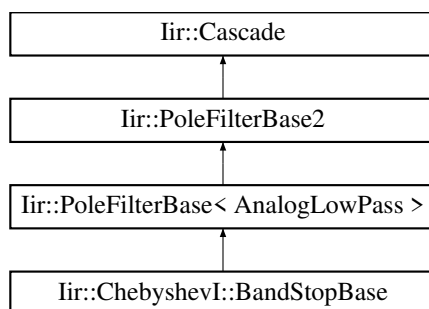 Iir::Cascade
Iir::PoleFilterBase2
Iir::PoleFilterBase< AnalogLowPass >
Iir::ChebyshevI::BandStopBase